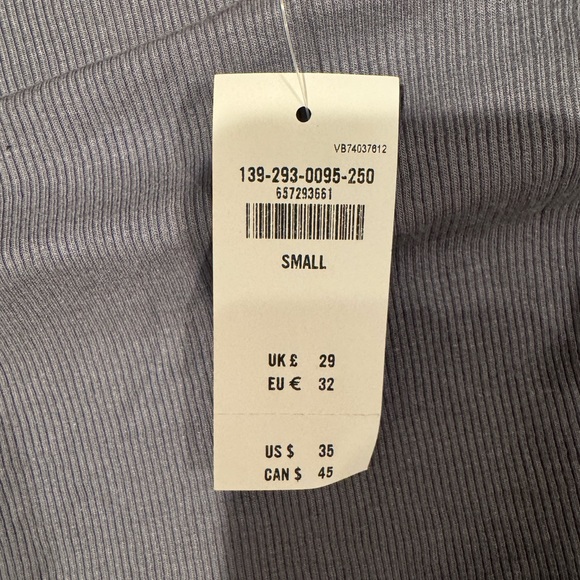 VB74037612
139-293-0095-250
657293661
SMALL
UK £ 29
EU € 32
US $ 35
CAN $ 45